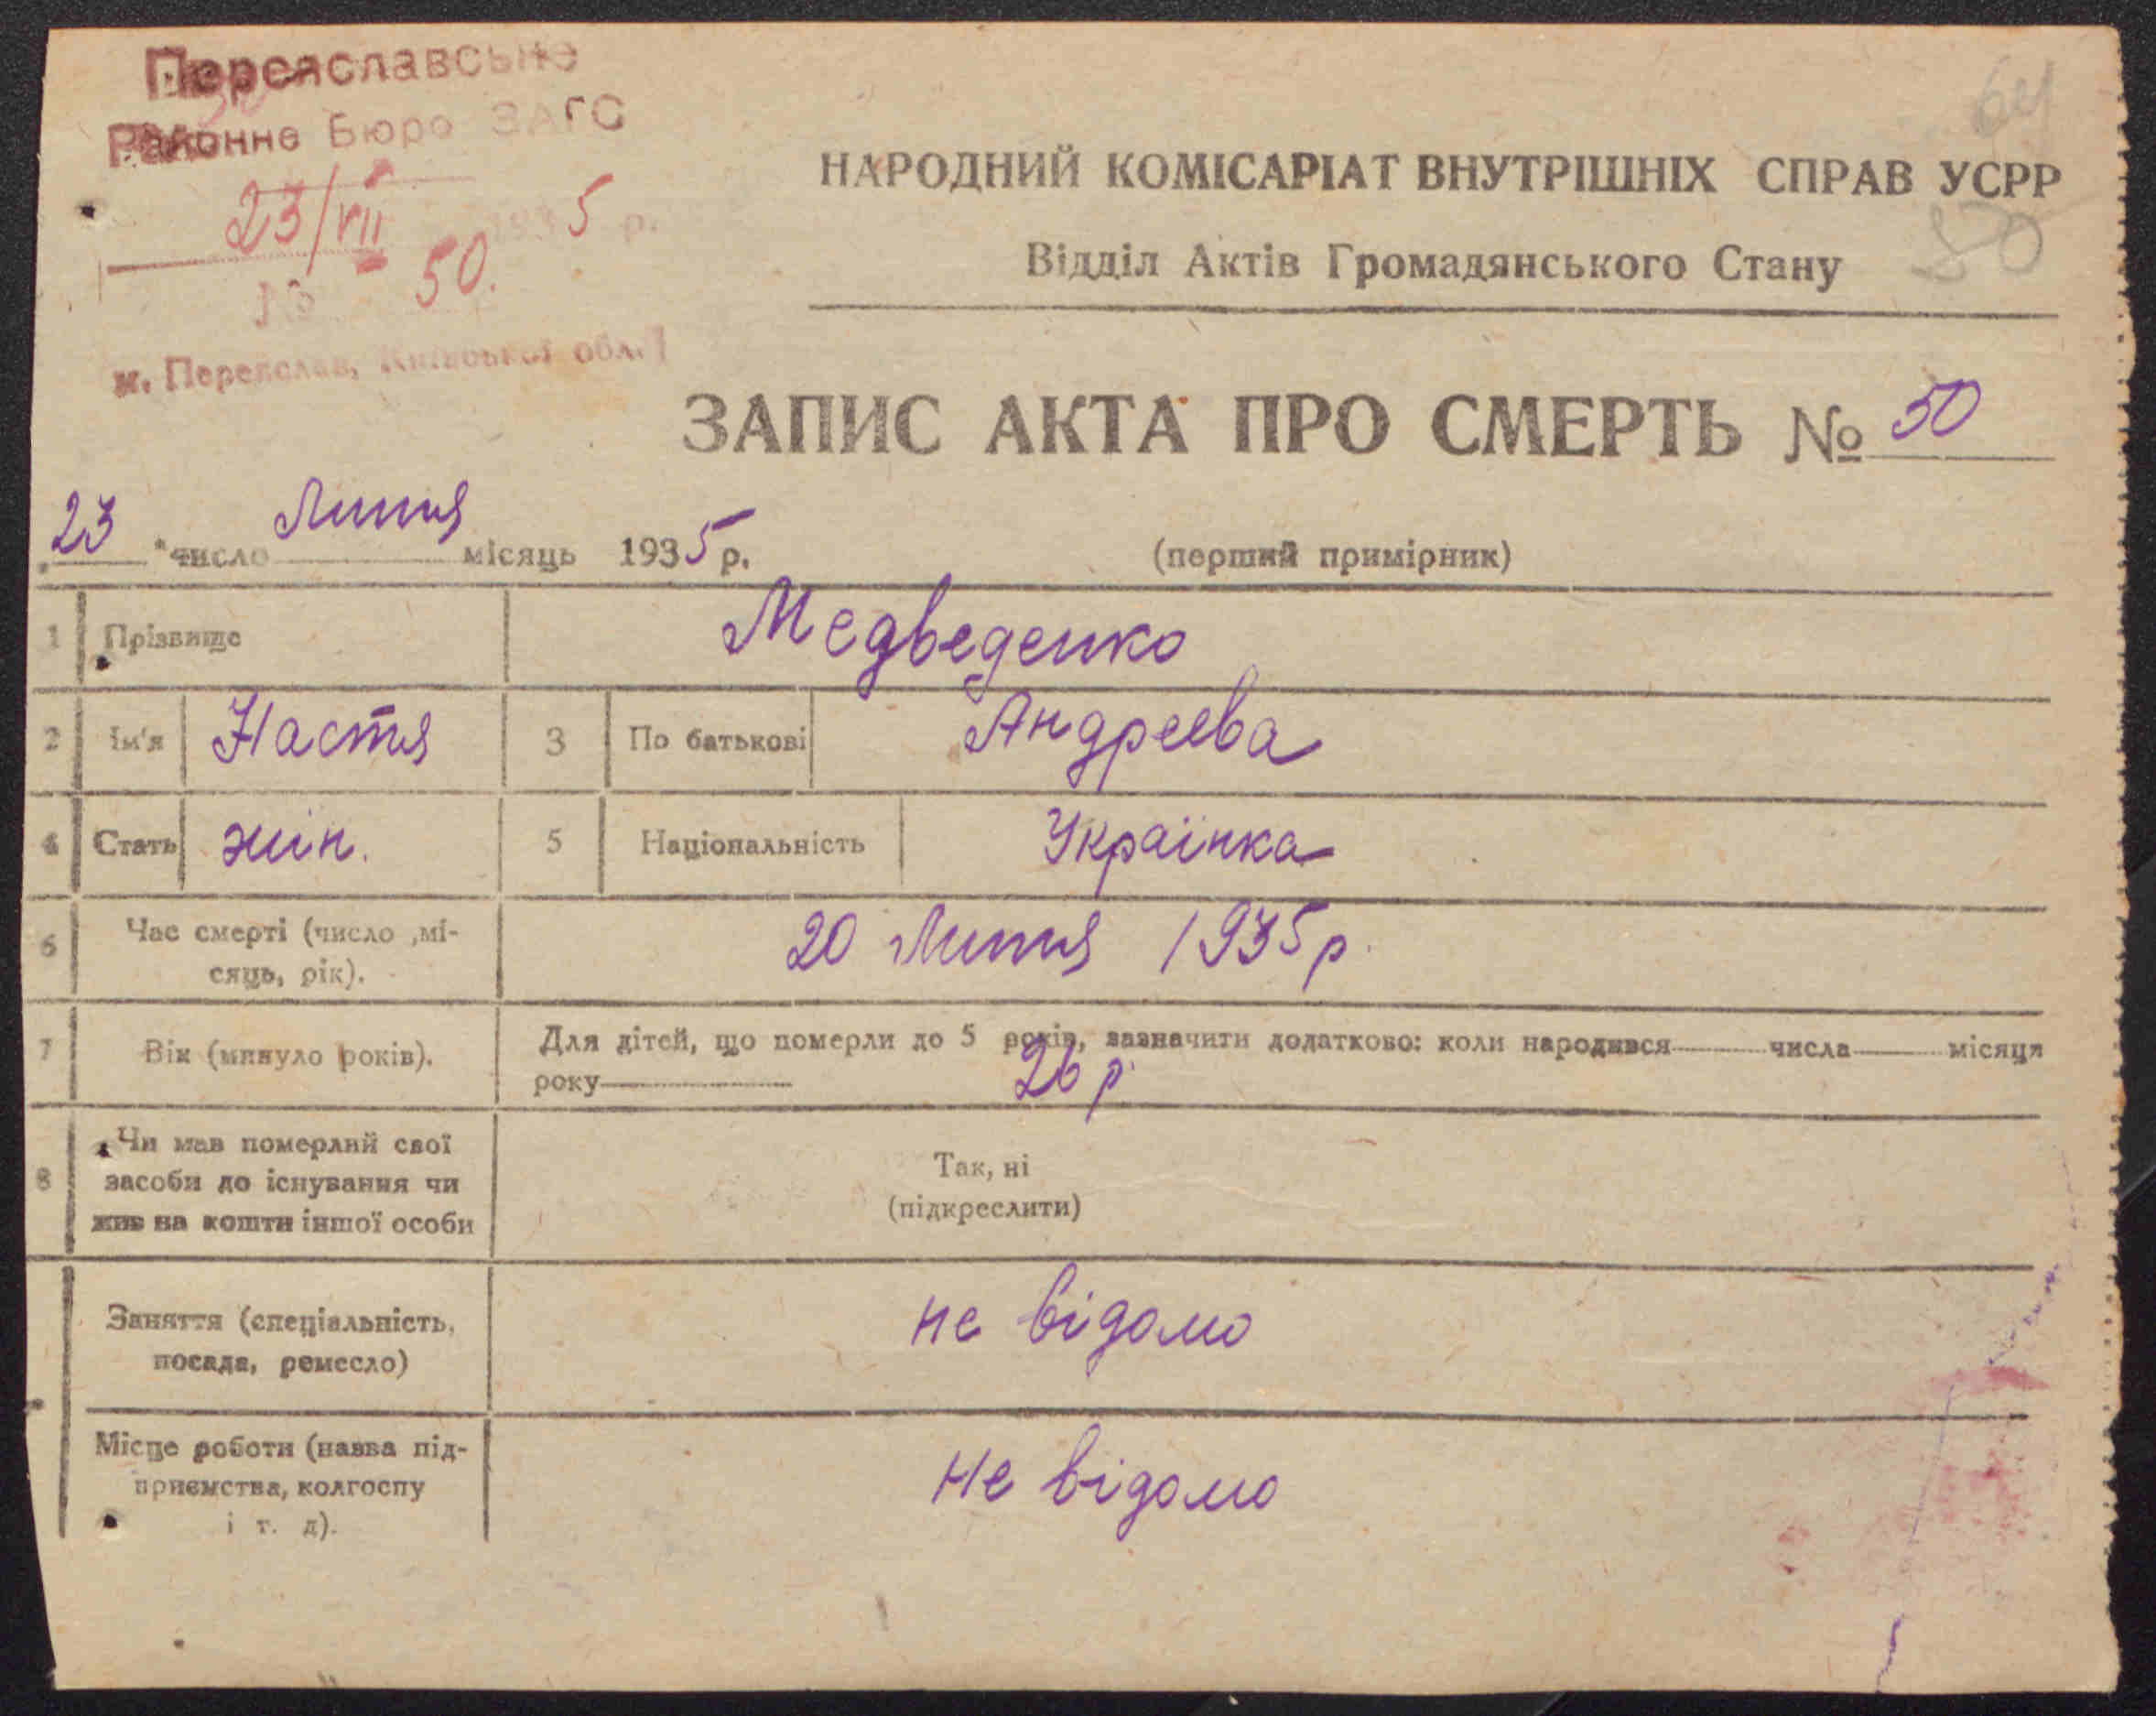 Переяславське
Районне Бюро ЗАГС
23/VII 1935 р.
№ 50.
м. Переяслав, Київської обл.
64
НАРОДНИЙ КОМІСАРІАТ ВНУТРІШНІХ СПРАВ УСРР
50
Відділ Актів Громадянського Стану
ЗАПИС АКТА ПРО СМЕРТЬ № 50
„23 " число Липня місяць 1935 р. (перший примірник)
1 Прізвище Медведенко
2 Ім'я Настя 3 По батькові Андреева
4 Стать жін. 5 Національність Українка
6 Час смерті (число ,мі-
сяць, рік). 20 Липня 1935 р.
7 Вік (минуло років). Для дітей, що померли до 5 років, зазначити додатково: коли народився числа місяця
року 26 р.
8 Чи мав померлий свої
засоби до існування чи
жив на кошти іншої особи
Так, ні
(підкреслити)
Заняття (спеціальність,
посада, ремесло) не відомо
Місце роботи (назва під-
приємства, колгоспу
і т. д). не відомо